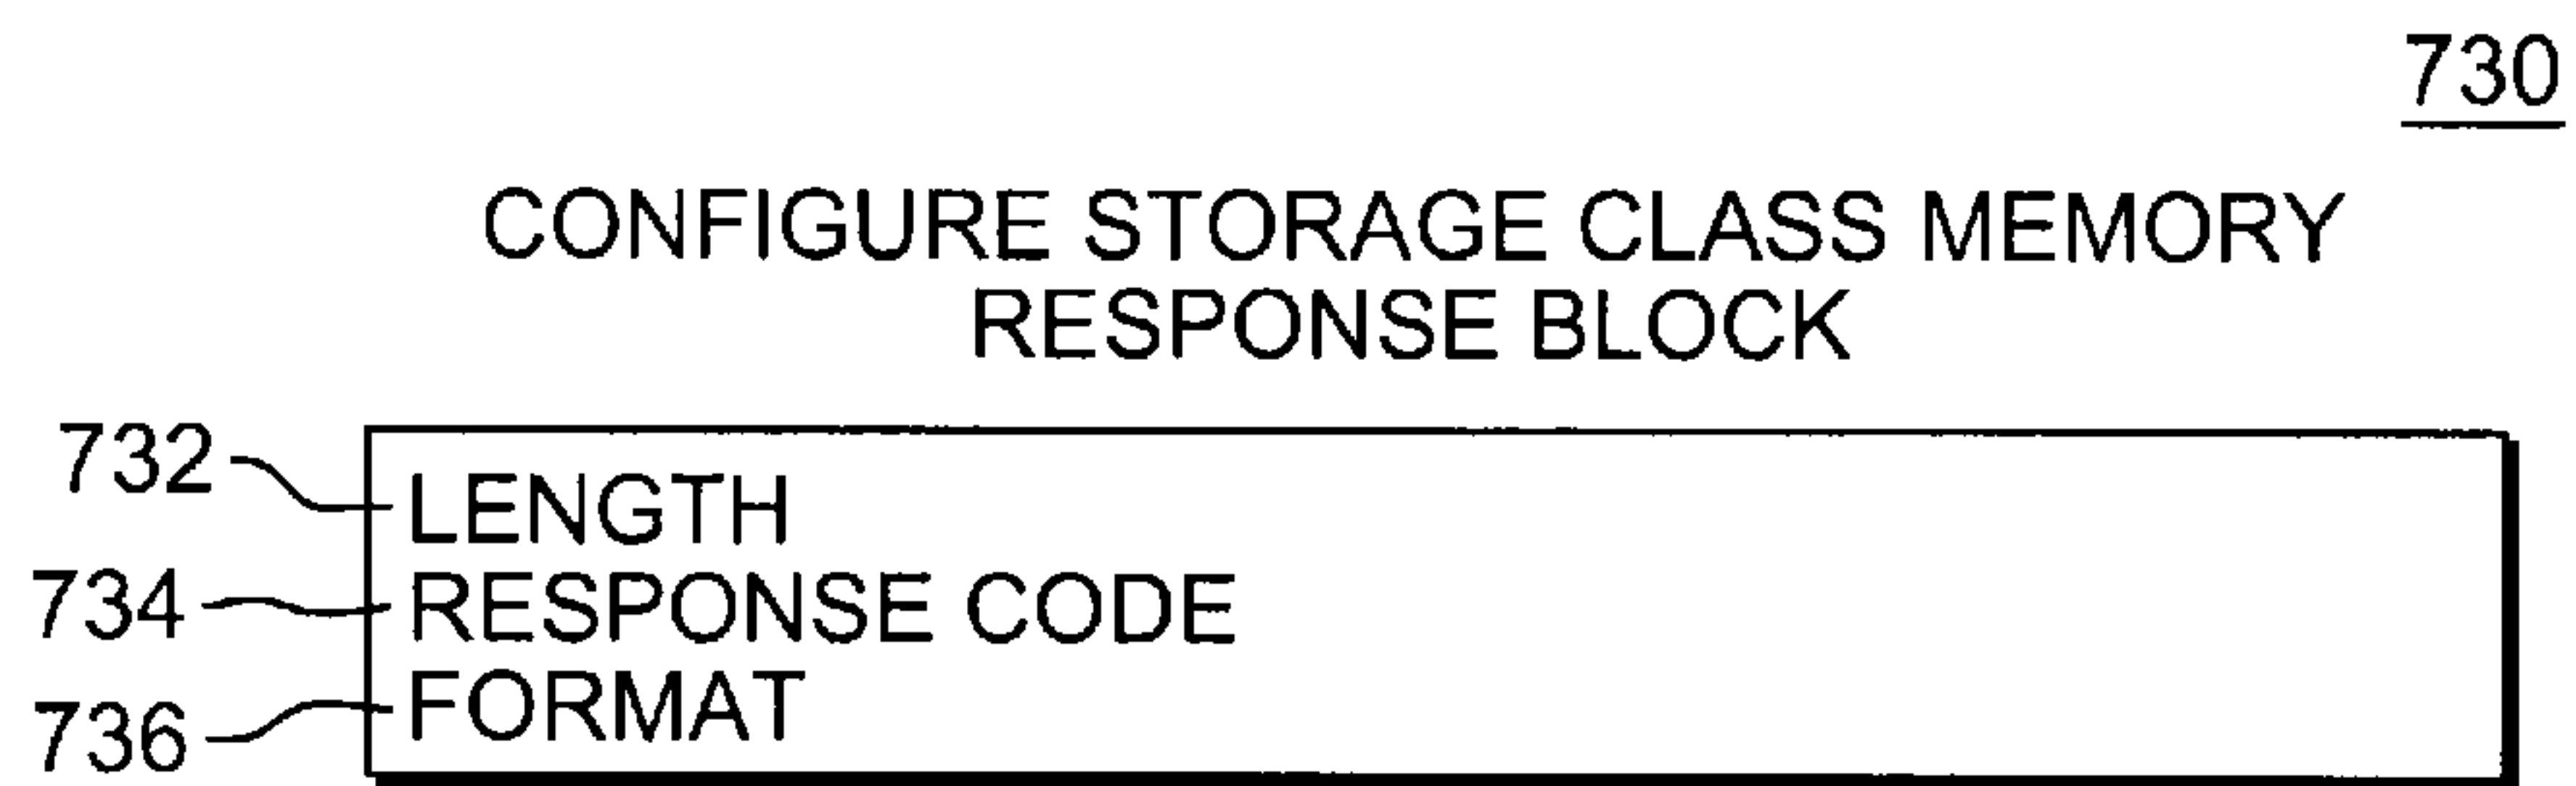 730
CONFIGURE STORAGE CLASS MEMORY
RESPONSE BLOCK
732 LENGTH
734 RESPONSE CODE
736 FORMAT